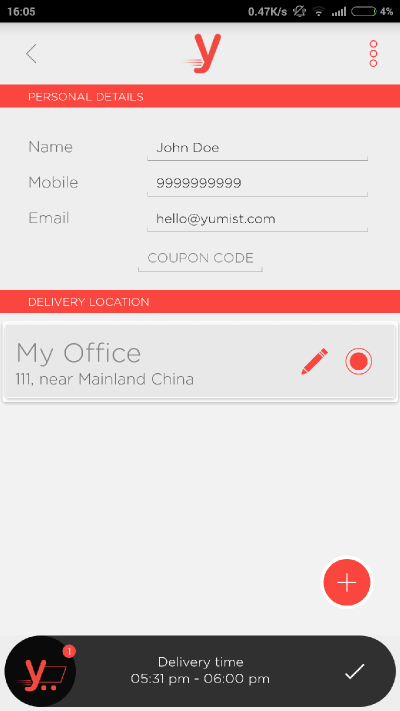 16:05 0.47K/s 4%
y
PERSONAL DETAILS
Name John Doe
Mobile 9999999999
Email hello@yumist.com
COUPON CODE
DELIVERY LOCATION
My Office
111, near Mainland China
y 1
Delivery time
05:31 pm - 06:00 pm